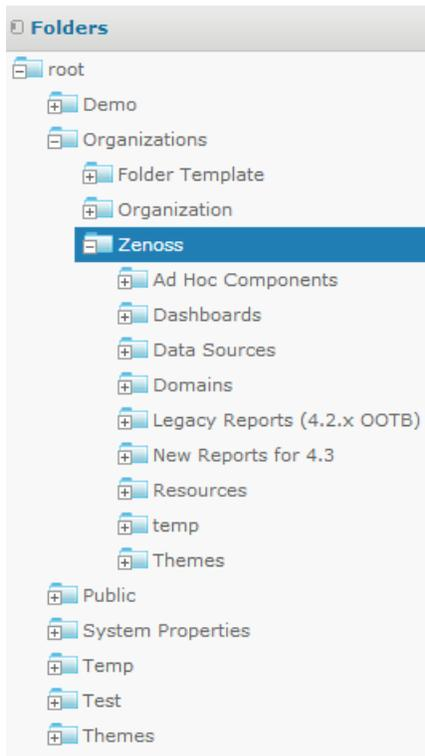 Folders
root
Demo
Organizations
Folder Template
Organization
Zenoss
Ad Hoc Components
Dashboards
Data Sources
Domains
Legacy Reports (4.2.x OOTB)
New Reports for 4.3
Resources
temp
Themes
Public
System Properties
Temp
Test
Themes